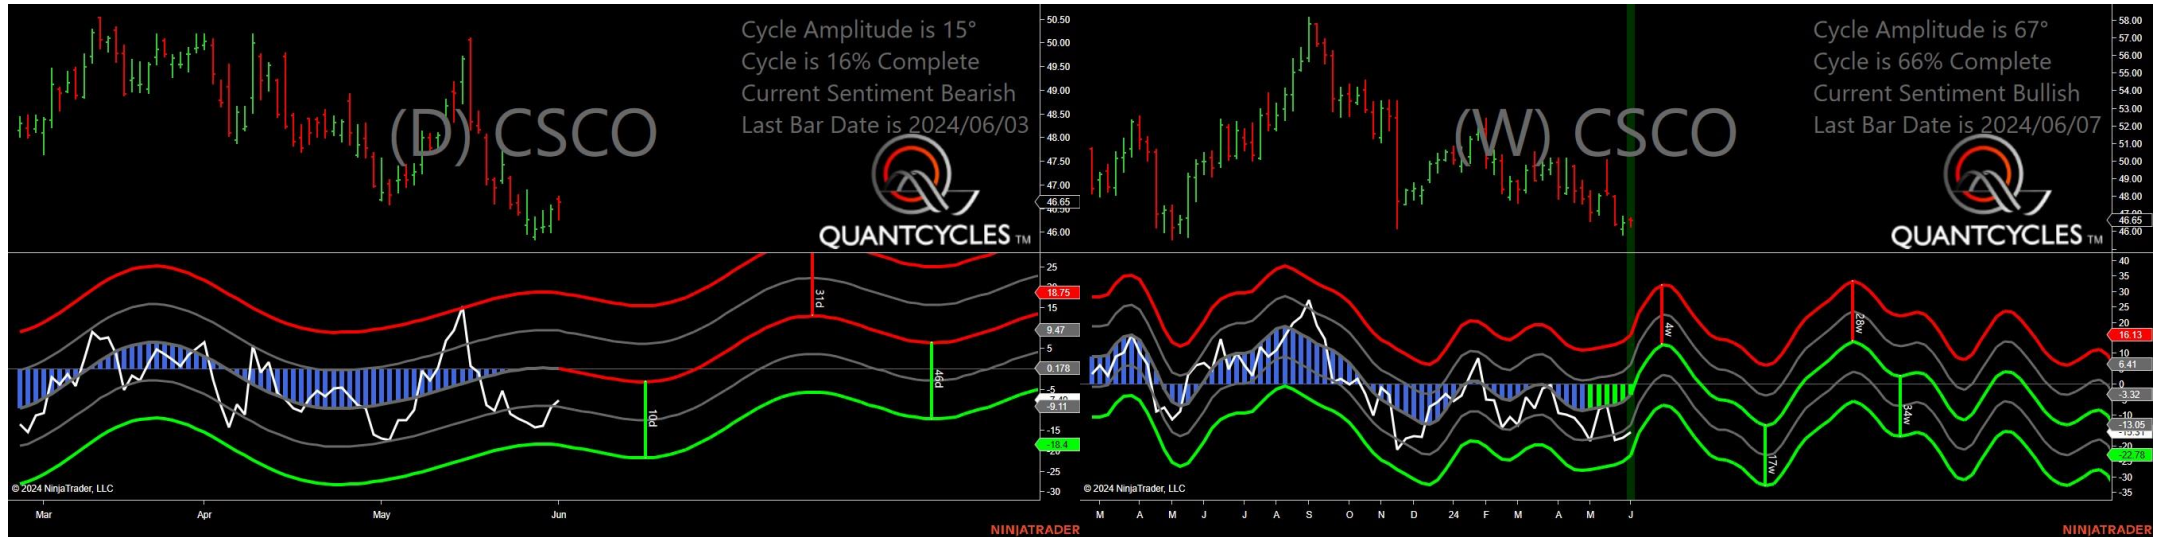 Cycle Amplitude is 15°
Cycle is 16% Complete
Current Sentiment Bearish
Last Bar Date is 2024/06/03
(D) CSCO
QUANTCYCLES TM
50.50
50.00
49.50
49.00
48.50
48.00
47.50
47.00
46.65
46.00
25
18.75
15
9.47
5
0.178
-5
-9.11
-15
-18.4
-25
-30
31d
46d
10d
© 2024 NinjaTrader, LLC
Mar Apr May Jun
NINJATRADER
Cycle Amplitude is 67°
Cycle is 66% Complete
Current Sentiment Bullish
Last Bar Date is 2024/06/07
(W) CSCO
QUANTCYCLES TM
58.00
57.00
56.00
55.00
54.00
53.00
52.00
51.00
50.00
49.00
48.00
46.65
46.00
40
35
30
25
20
16.13
10
6.41
0
-3.32
-10
-13.05
-22.78
-30
-35
4w
28w
34w
17w
© 2024 NinjaTrader, LLC
M A M J J A S O N D 24 F M A M J
NINJATRADER